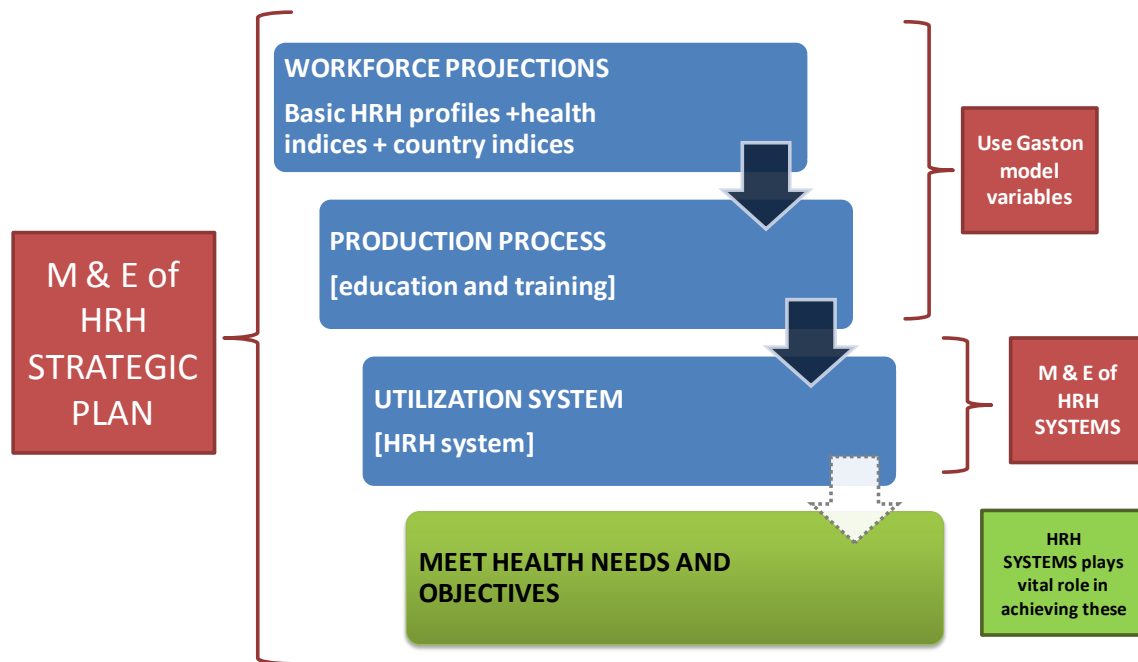 M & E of
HRH
STRATEGIC
PLAN
WORKFORCE PROJECTIONS
Basic HRH profiles +health
indices + country indices
PRODUCTION PROCESS
[education and training]
UTILIZATION SYSTEM
[HRH system]
MEET HEALTH NEEDS AND
OBJECTIVES
Use Gaston
model
variables
M & E of
HRH
SYSTEMS
HRH
SYSTEMS plays
vital role in
achieving these